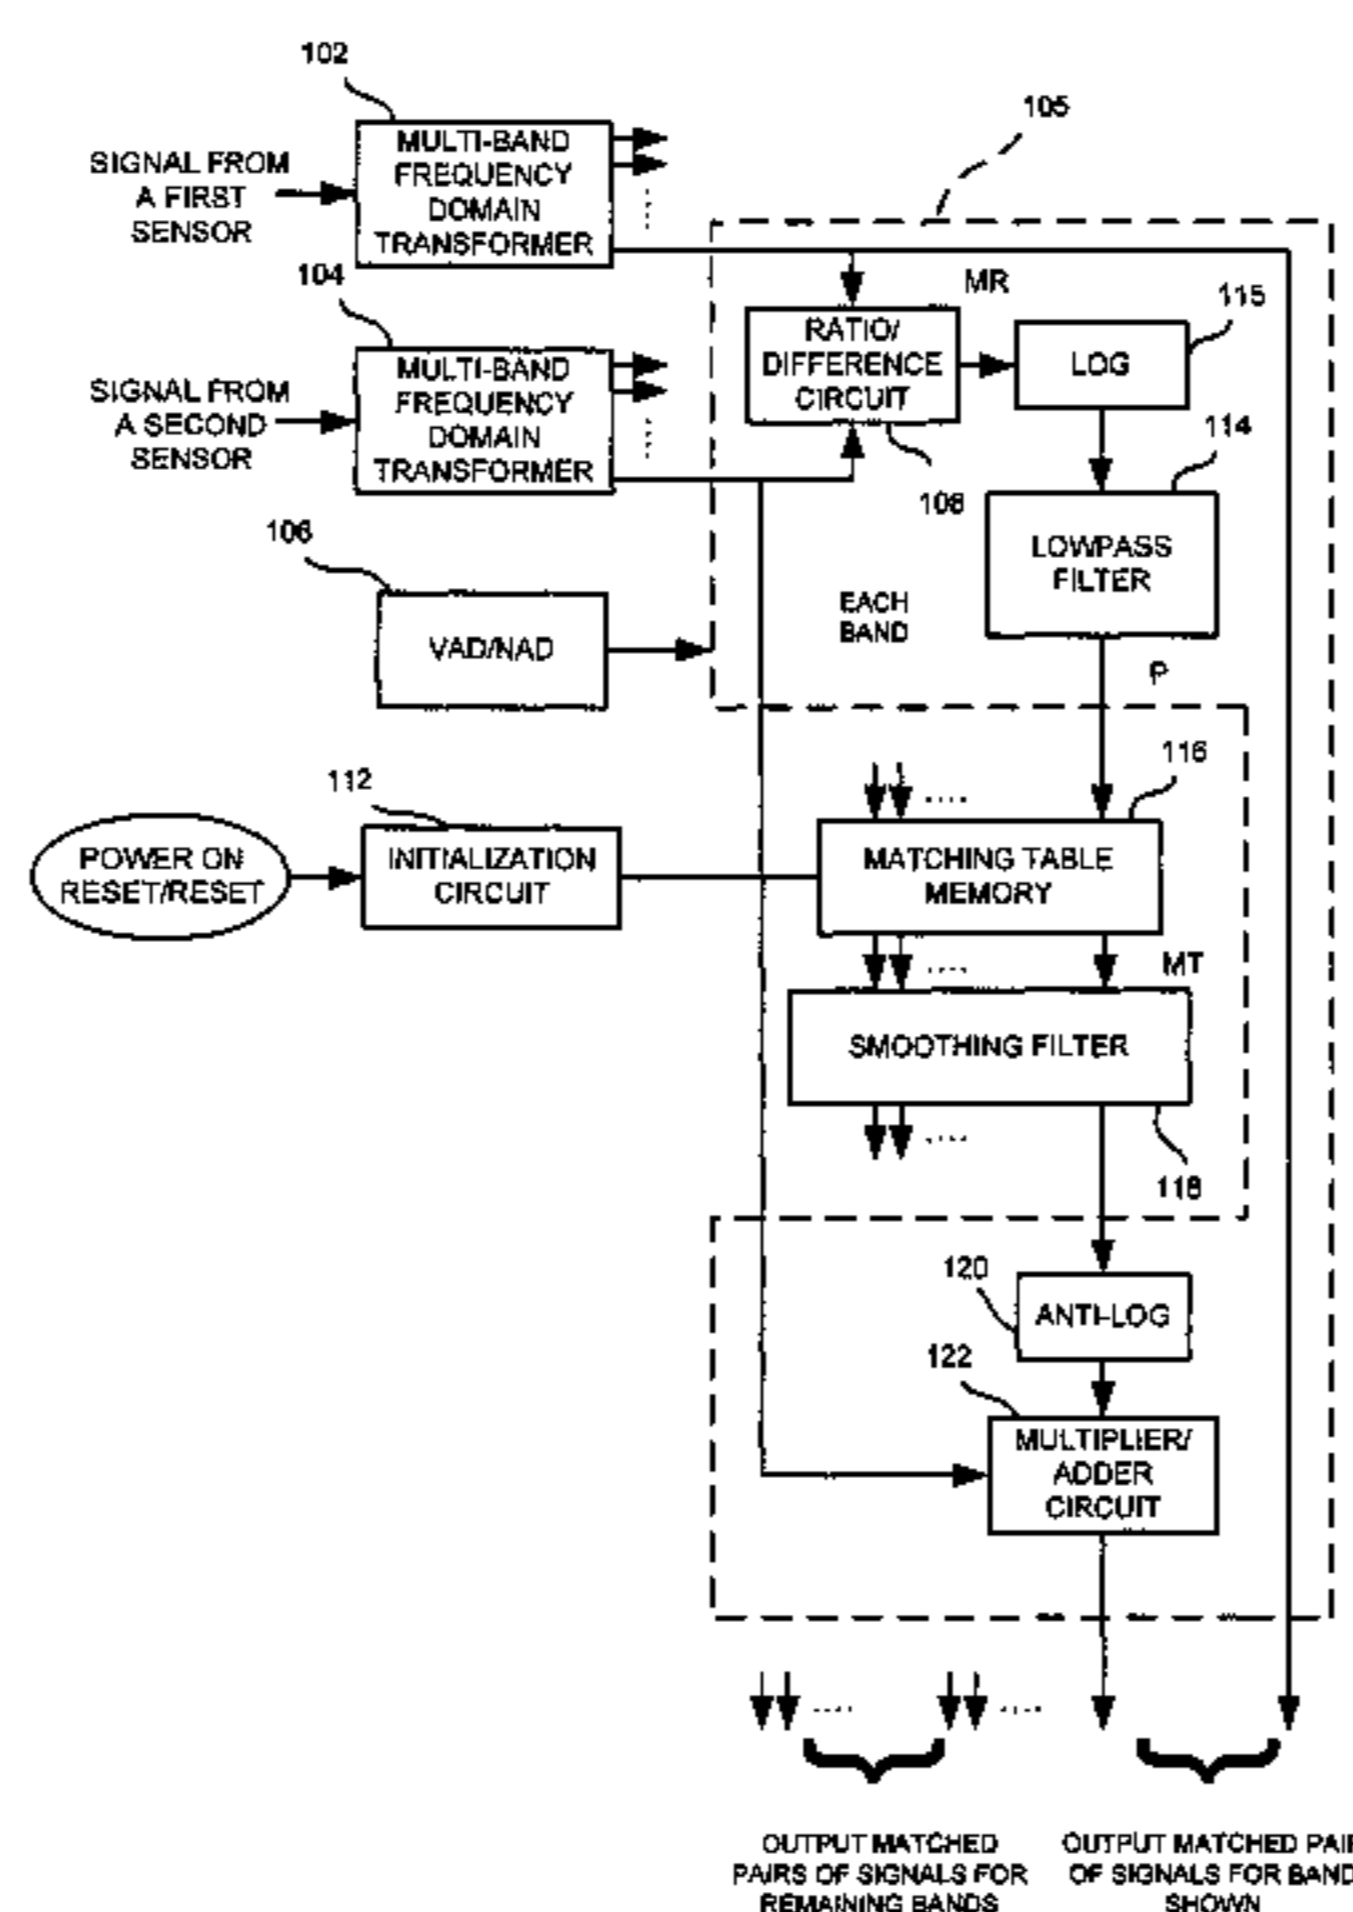 102
105
MULTI-BAND
FREQUENCY
DOMAIN
TRANSFORMER
SIGNAL FROM
A FIRST
SENSOR
104
MR
115
RATIO/
DIFFERENCE
CIRCUIT
LOG
MULTI-BAND
FREQUENCY
DOMAIN
TRANSFORMER
SIGNAL FROM
A SECOND
SENSOR
114
108
106
LOWPASS
FILTER
EACH
BAND
VAD/NAD
P
116
112
POWER ON
RESET/RESET
INITIALIZATION
CIRCUIT
MATCHING TABLE
MEMORY
MT
SMOOTHING FILTER
118
120
ANTI-LOG
122
MULTIPLIER/
ADDER
CIRCUIT
OUTPUT MATCHED
PAIRS OF SIGNALS FOR
REMAINING BANDS
OUTPUT MATCHED PAIR
OF SIGNALS FOR BAND
SHOWN